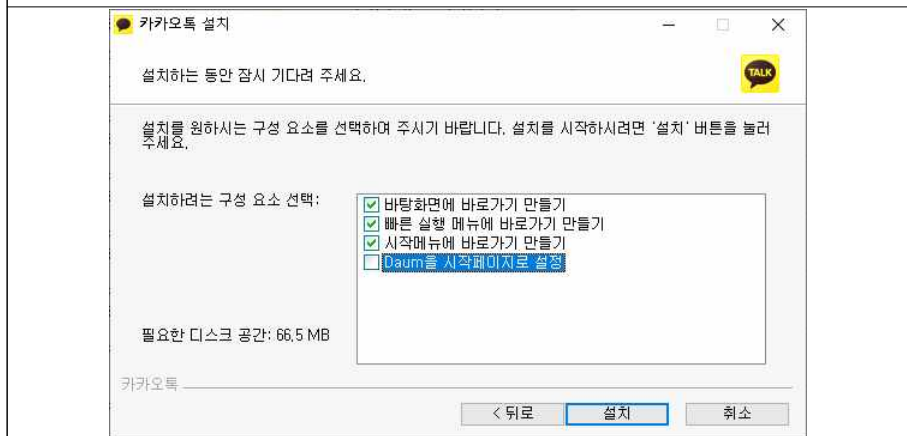 카카오톡 설치
설치하는 동안 잠시 기다려 주세요.
TALK
설치를 원하시는 구성 요소를 선택하여 주시기 바랍니다. 설치를 시작하시려면 '설치' 버튼을 눌러
주세요.
설치하려는 구성 요소 선택:
바탕화면에 바로가기 만들기
빠른 실행 메뉴에 바로가기 만들기
시작메뉴에 바로가기 만들기
Daum을 시작페이지로 설정
필요한 디스크 공간: 66.5 MB
카카오톡
< 뒤로
설치
취소